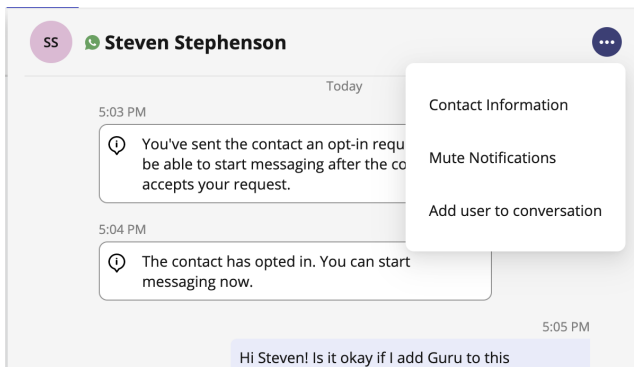 SS
Steven Stephenson
Today
Contact Information
Mute Notifications
Add user to conversation
5:03 PM
You've sent the contact an opt-in requ
be able to start messaging after the co
accepts your request.
5:04 PM
The contact has opted in. You can start
messaging now.
5:05 PM
Hi Steven! Is it okay if I add Guru to this